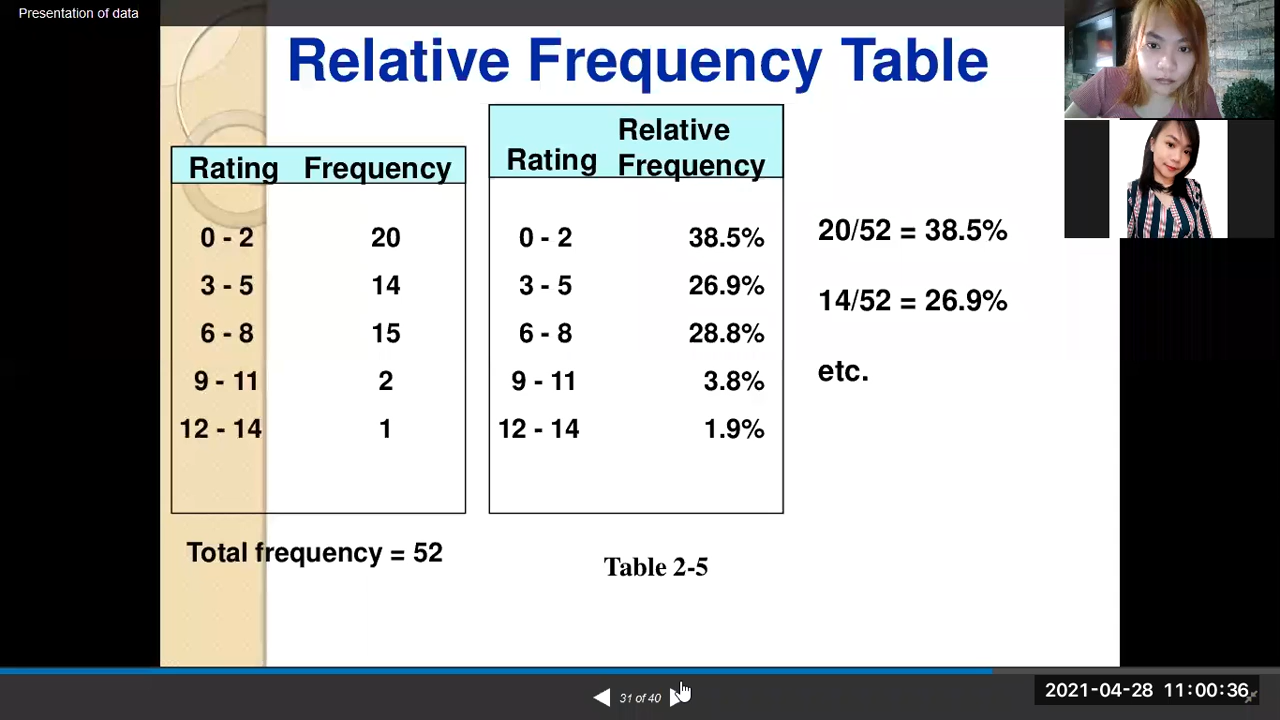 Presentation of data
Relative Frequency Table
Rating Frequency
0 - 2 20
3 - 5 14
6 - 8 15
9 - 11 2
12 - 14 1
Total frequency = 52
Rating Relative Frequency
0 - 2 38.5%
3 - 5 26.9%
6 - 8 28.8%
9 - 11 3.8%
12 - 14 1.9%
Table 2-5
20/52 = 38.5%
14/52 = 26.9%
etc.
31 of 40
2021-04-28 11:00:36